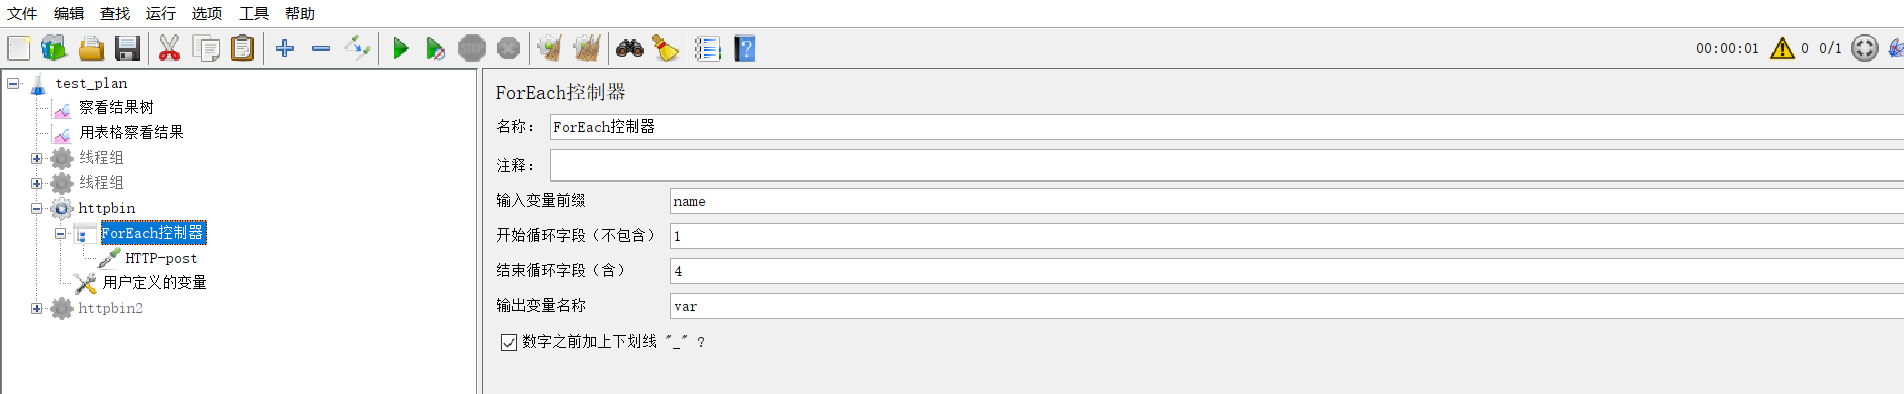 文件 编辑 查找 运行 选项 工具 帮助
STOP
00:00:01 0 0/1
test_plan
察看结果树
用表格察看结果
线程组
线程组
httpbin
ForEach控制器
HTTP-post
用户定义的变量
httpbin2
ForEach控制器
名称： ForEach控制器
注释：
输入变量前缀 name
开始循环字段（不包含） 1
结束循环字段（含） 4
输出变量名称 var
数字之前加上下划线 "_" ?